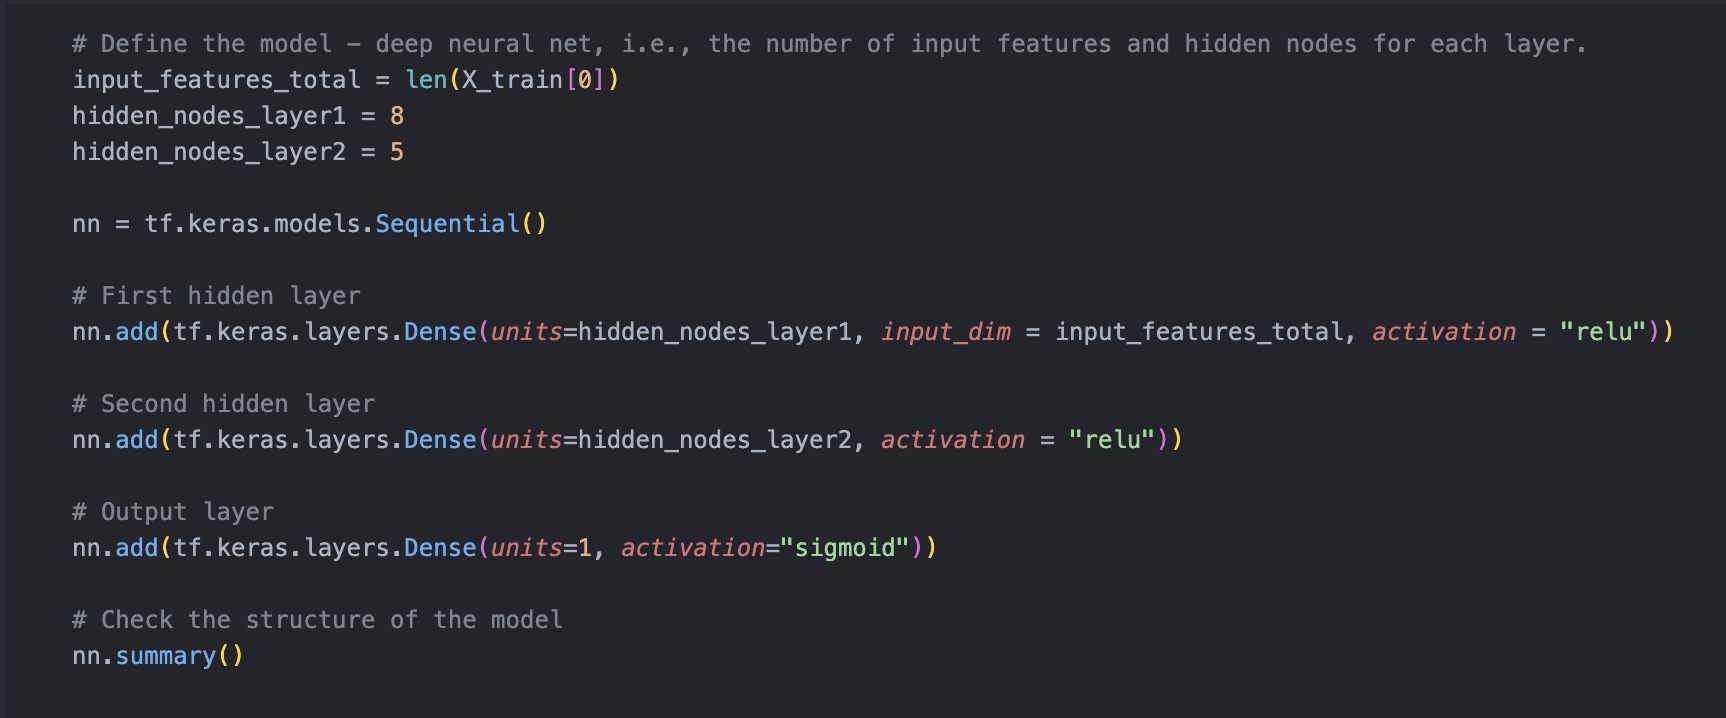 # Define the model – deep neural net, i.e., the number of input features and hidden nodes for each layer.
input_features_total = len(X_train[0])
hidden_nodes_layer1 = 8
hidden_nodes_layer2 = 5
nn = tf.keras.models.Sequential()
# First hidden layer
nn.add(tf.keras.layers.Dense(units=hidden_nodes_layer1, input_dim = input_features_total, activation = "relu"))
# Second hidden layer
nn.add(tf.keras.layers.Dense(units=hidden_nodes_layer2, activation = "relu"))
# Output layer
nn.add(tf.keras.layers.Dense(units=1, activation="sigmoid"))
# Check the structure of the model
nn.summary()